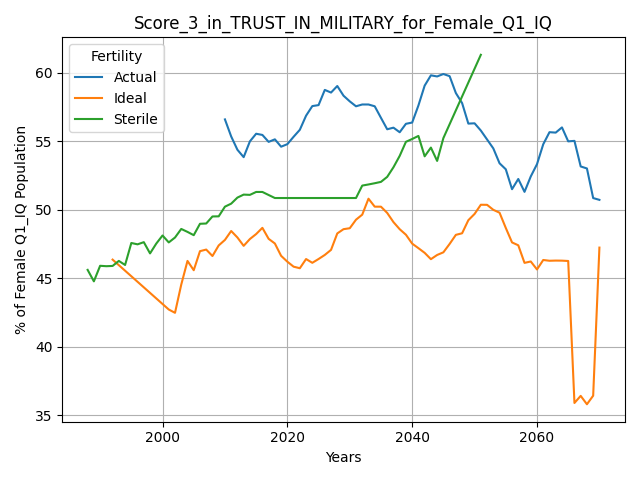 Score_3_in_TRUST_IN_MILITARY_for_Female_Q1_IQ
Fertility
Actual
Ideal
Sterile
% of Female Q1_IQ Population
60
55
50
45
40
35
2000
2020
2040
2060
Years